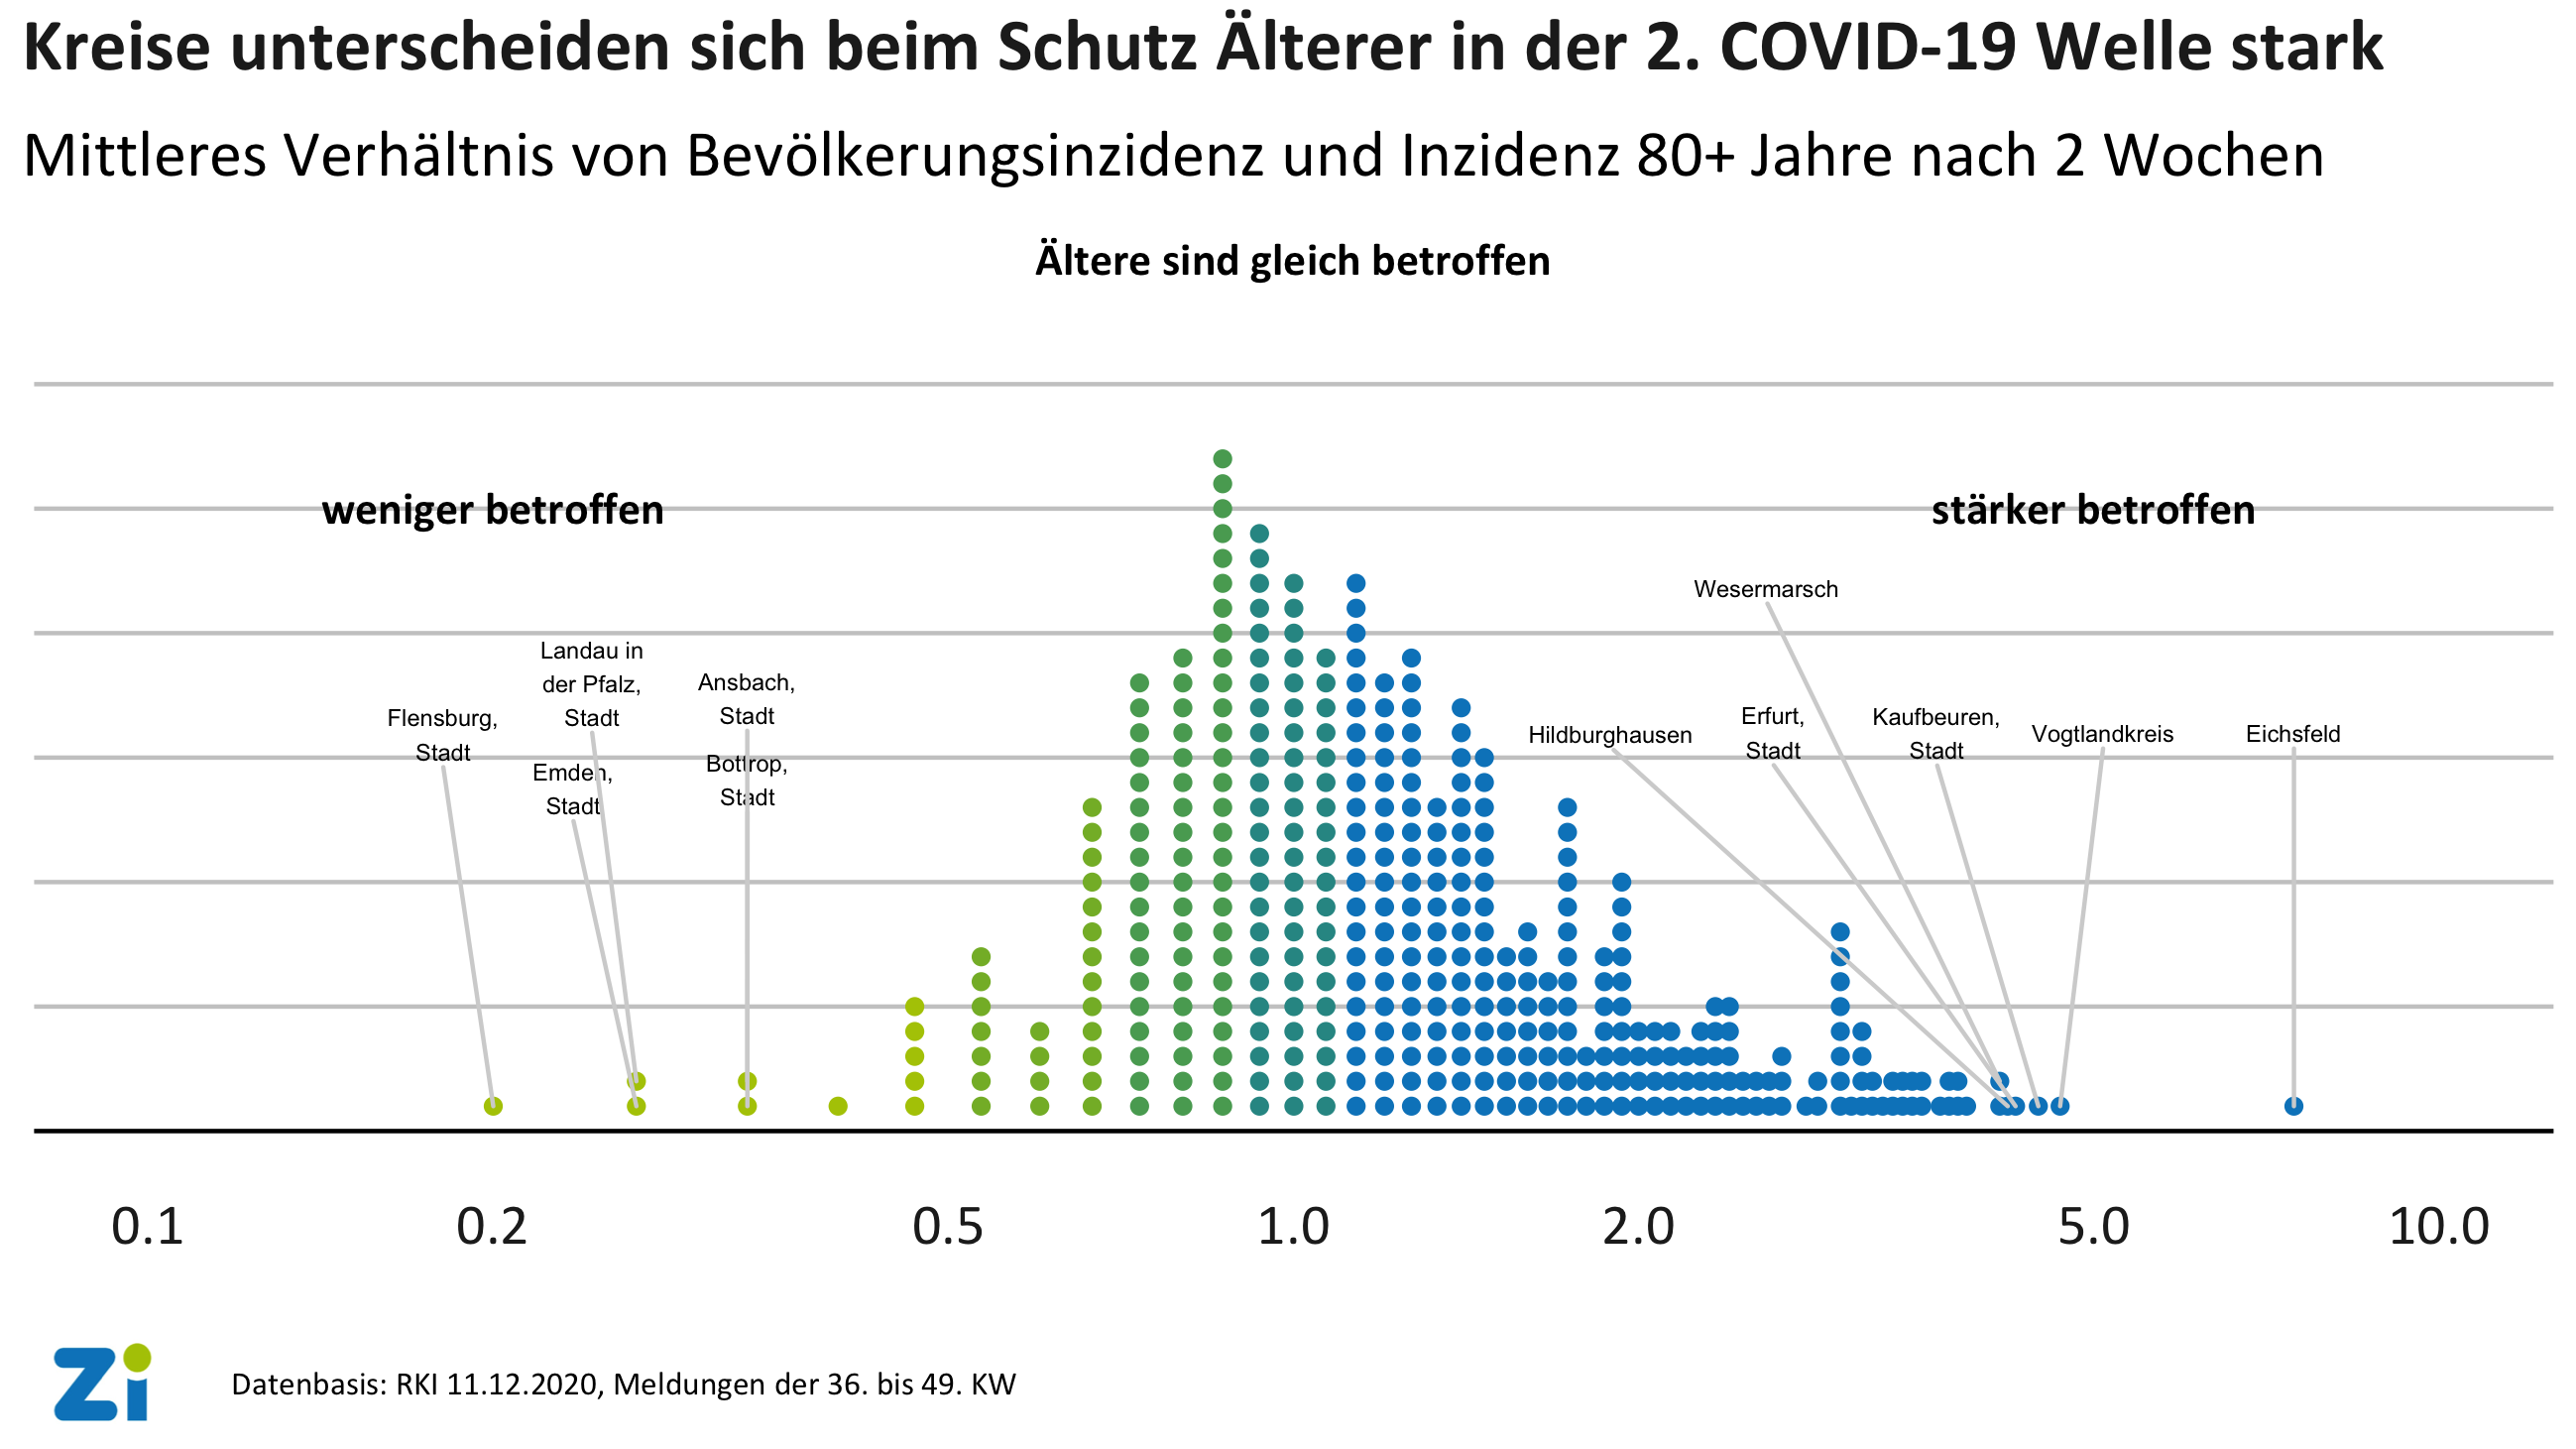 Kreise unterscheiden sich beim Schutz Älterer in der 2. COVID-19 Welle stark
Mittleres Verhältnis von Bevölkerungsinzidenz und Inzidenz 80+ Jahre nach 2 Wochen
Ältere sind gleich betroffen
weniger betroffen
stärker betroffen
Flensburg,
Stadt
Landau in
der Pfalz,
Stadt
Emden,
Stadt
Ansbach,
Stadt
Bottrop,
Stadt
Wesermarsch
Hildburghausen
Erfurt,
Stadt
Kaufbeuren,
Stadt
Vogtlandkreis
Eichsfeld
0.1 0.2 0.5 1.0 2.0 5.0 10.0
Zi
Datenbasis: RKI 11.12.2020, Meldungen der 36. bis 49. KW